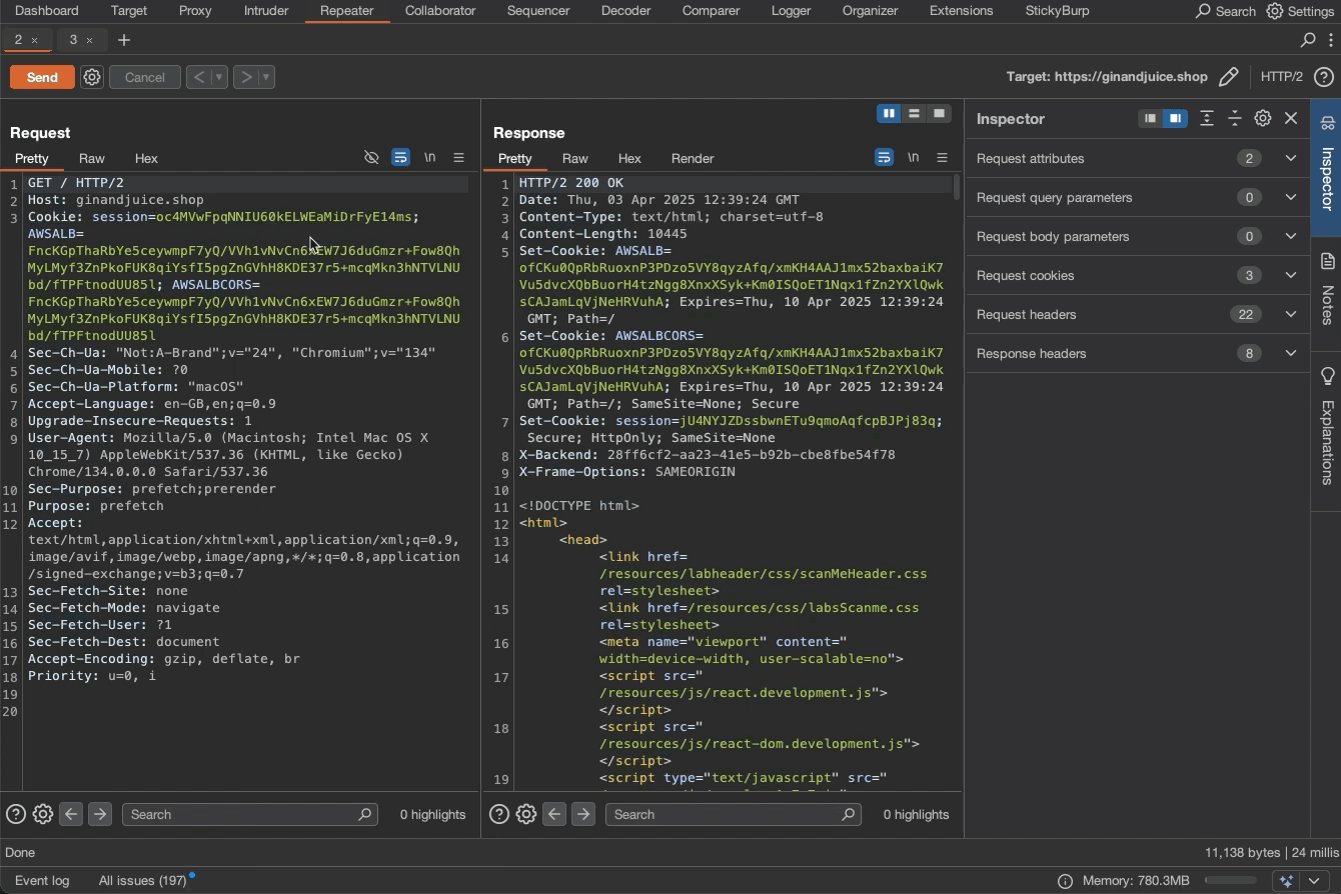 Dashboard Target Proxy Intruder Repeater Collaborator Sequencer Decoder Comparer Logger Organizer Extensions StickyBurp Search Settings
2 × 3 × +
Send Cancel < > Target: https://ginandjuice.shop HTTP/2
Request
Pretty Raw Hex \n
1 GET / HTTP/2
2 Host: ginandjuice.shop
3 Cookie: session=oc4MVwFpqNNIU60kELWEaMiDrFyE14ms;
AWSALB=
FncKGpThaRbYe5ceywmpF7yQ/VVh1vNvCn6xEW7J6duGmzr+Fow8Qh
MyLMyf3ZnPkoFUK8qiYsfI5pgZnGVhH8KDE37r5+mcqMkn3hNTVLNU
bd/fTPFtnodUU85l; AWSALBCORS=
FncKGpThaRbYe5ceywmpF7yQ/VVh1vNvCn6xEW7J6duGmzr+Fow8Qh
MyLMyf3ZnPkoFUK8qiYsfI5pgZnGVhH8KDE37r5+mcqMkn3hNTVLNU
bd/fTPFtnodUU85l
4 Sec-Ch-Ua: "Not:A-Brand";v="24", "Chromium";v="134"
5 Sec-Ch-Ua-Mobile: ?0
6 Sec-Ch-Ua-Platform: "macOS"
7 Accept-Language: en-GB,en;q=0.9
8 Upgrade-Insecure-Requests: 1
9 User-Agent: Mozilla/5.0 (Macintosh; Intel Mac OS X
10_15_7) AppleWebKit/537.36 (KHTML, like Gecko)
Chrome/134.0.0.0 Safari/537.36
10 Sec-Purpose: prefetch;prerender
11 Purpose: prefetch
12 Accept:
text/html,application/xhtml+xml,application/xml;q=0.9,
image/avif,image/webp,image/apng,*/*;q=0.8,application
/signed-exchange;v=b3;q=0.7
13 Sec-Fetch-Site: none
14 Sec-Fetch-Mode: navigate
15 Sec-Fetch-User: ?1
16 Sec-Fetch-Dest: document
17 Accept-Encoding: gzip, deflate, br
18 Priority: u=0, i
19
20
Search 0 highlights
Response
Pretty Raw Hex Render \n
1 HTTP/2 200 OK
2 Date: Thu, 03 Apr 2025 12:39:24 GMT
3 Content-Type: text/html; charset=utf-8
4 Content-Length: 10445
5 Set-Cookie: AWSALB=
ofCKu0QpRbRuoxnP3PDzo5VY8qyzAfq/xmKH4AAJ1mx52baxbaiK7
Vu5dvcXQbBuorH4tzNgg8XnxXSyk+Km0ISQoET1Nqx1fZn2YXlQwk
sCAJamLqVjNeHRVuhA; Expires=Thu, 10 Apr 2025 12:39:24
GMT; Path=/
6 Set-Cookie: AWSALBCORS=
ofCKu0QpRbRuoxnP3PDzo5VY8qyzAfq/xmKH4AAJ1mx52baxbaiK7
Vu5dvcXQbBuorH4tzNgg8XnxXSyk+Km0ISQoET1Nqx1fZn2YXlQwk
sCAJamLqVjNeHRVuhA; Expires=Thu, 10 Apr 2025 12:39:24
GMT; Path=/; SameSite=None; Secure
7 Set-Cookie: session=jU4NYJZDssbwnETu9qmoAqfcpBJPj83q;
Secure; HttpOnly; SameSite=None
8 X-Backend: 28ff6cf2-aa23-41e5-b92b-cbe8fbe54f78
9 X-Frame-Options: SAMEORIGIN
10
11 <!DOCTYPE html>
12 <html>
13 <head>
14 <link href=
/resources/labheader/css/scanMeHeader.css
rel=stylesheet>
15 <link href=/resources/css/labsScanme.css
rel=stylesheet>
16 <meta name="viewport" content="
width=device-width, user-scalable=no">
17 <script src="
/resources/js/react.development.js">
</script>
18 <script src="
/resources/js/react-dom.development.js">
</script>
19 <script type="text/javascript" src="
Search 0 highlights
Inspector
Request attributes 2
Request query parameters 0
Request body parameters 0
Request cookies 3
Request headers 22
Response headers 8
Inspector
Notes
Explanations
Done 11,138 bytes | 24 millis
Event log All issues (197) Memory: 780.3MB